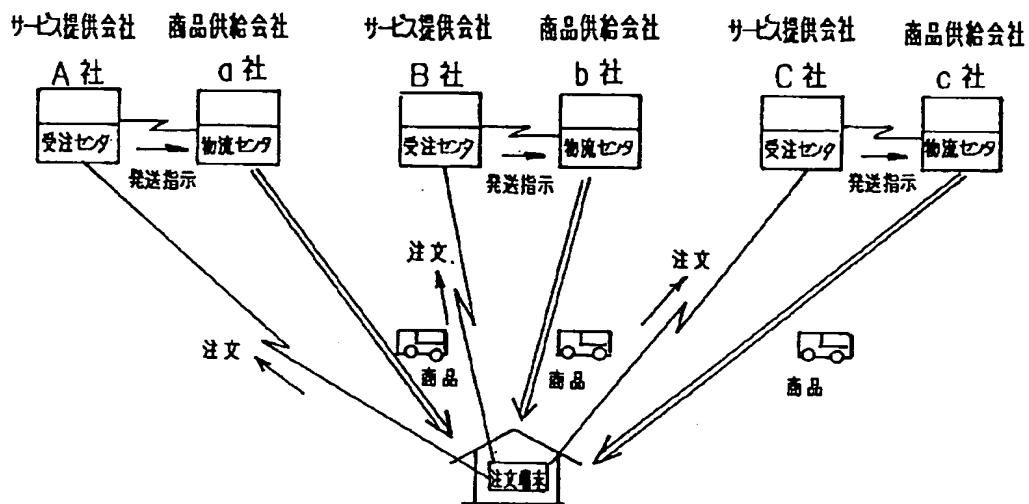 サービス提供会社 商品供給会社 サービス提供会社 商品供給会社 サービス提供会社 商品供給会社
A社 a社 B社 b社 C社 c社
受注センタ 物流センタ 受注センタ 物流センタ 受注センタ 物流センタ
発送指示 発送指示 発送指示
注文 注文
注文
商品 商品 商品
注文端末